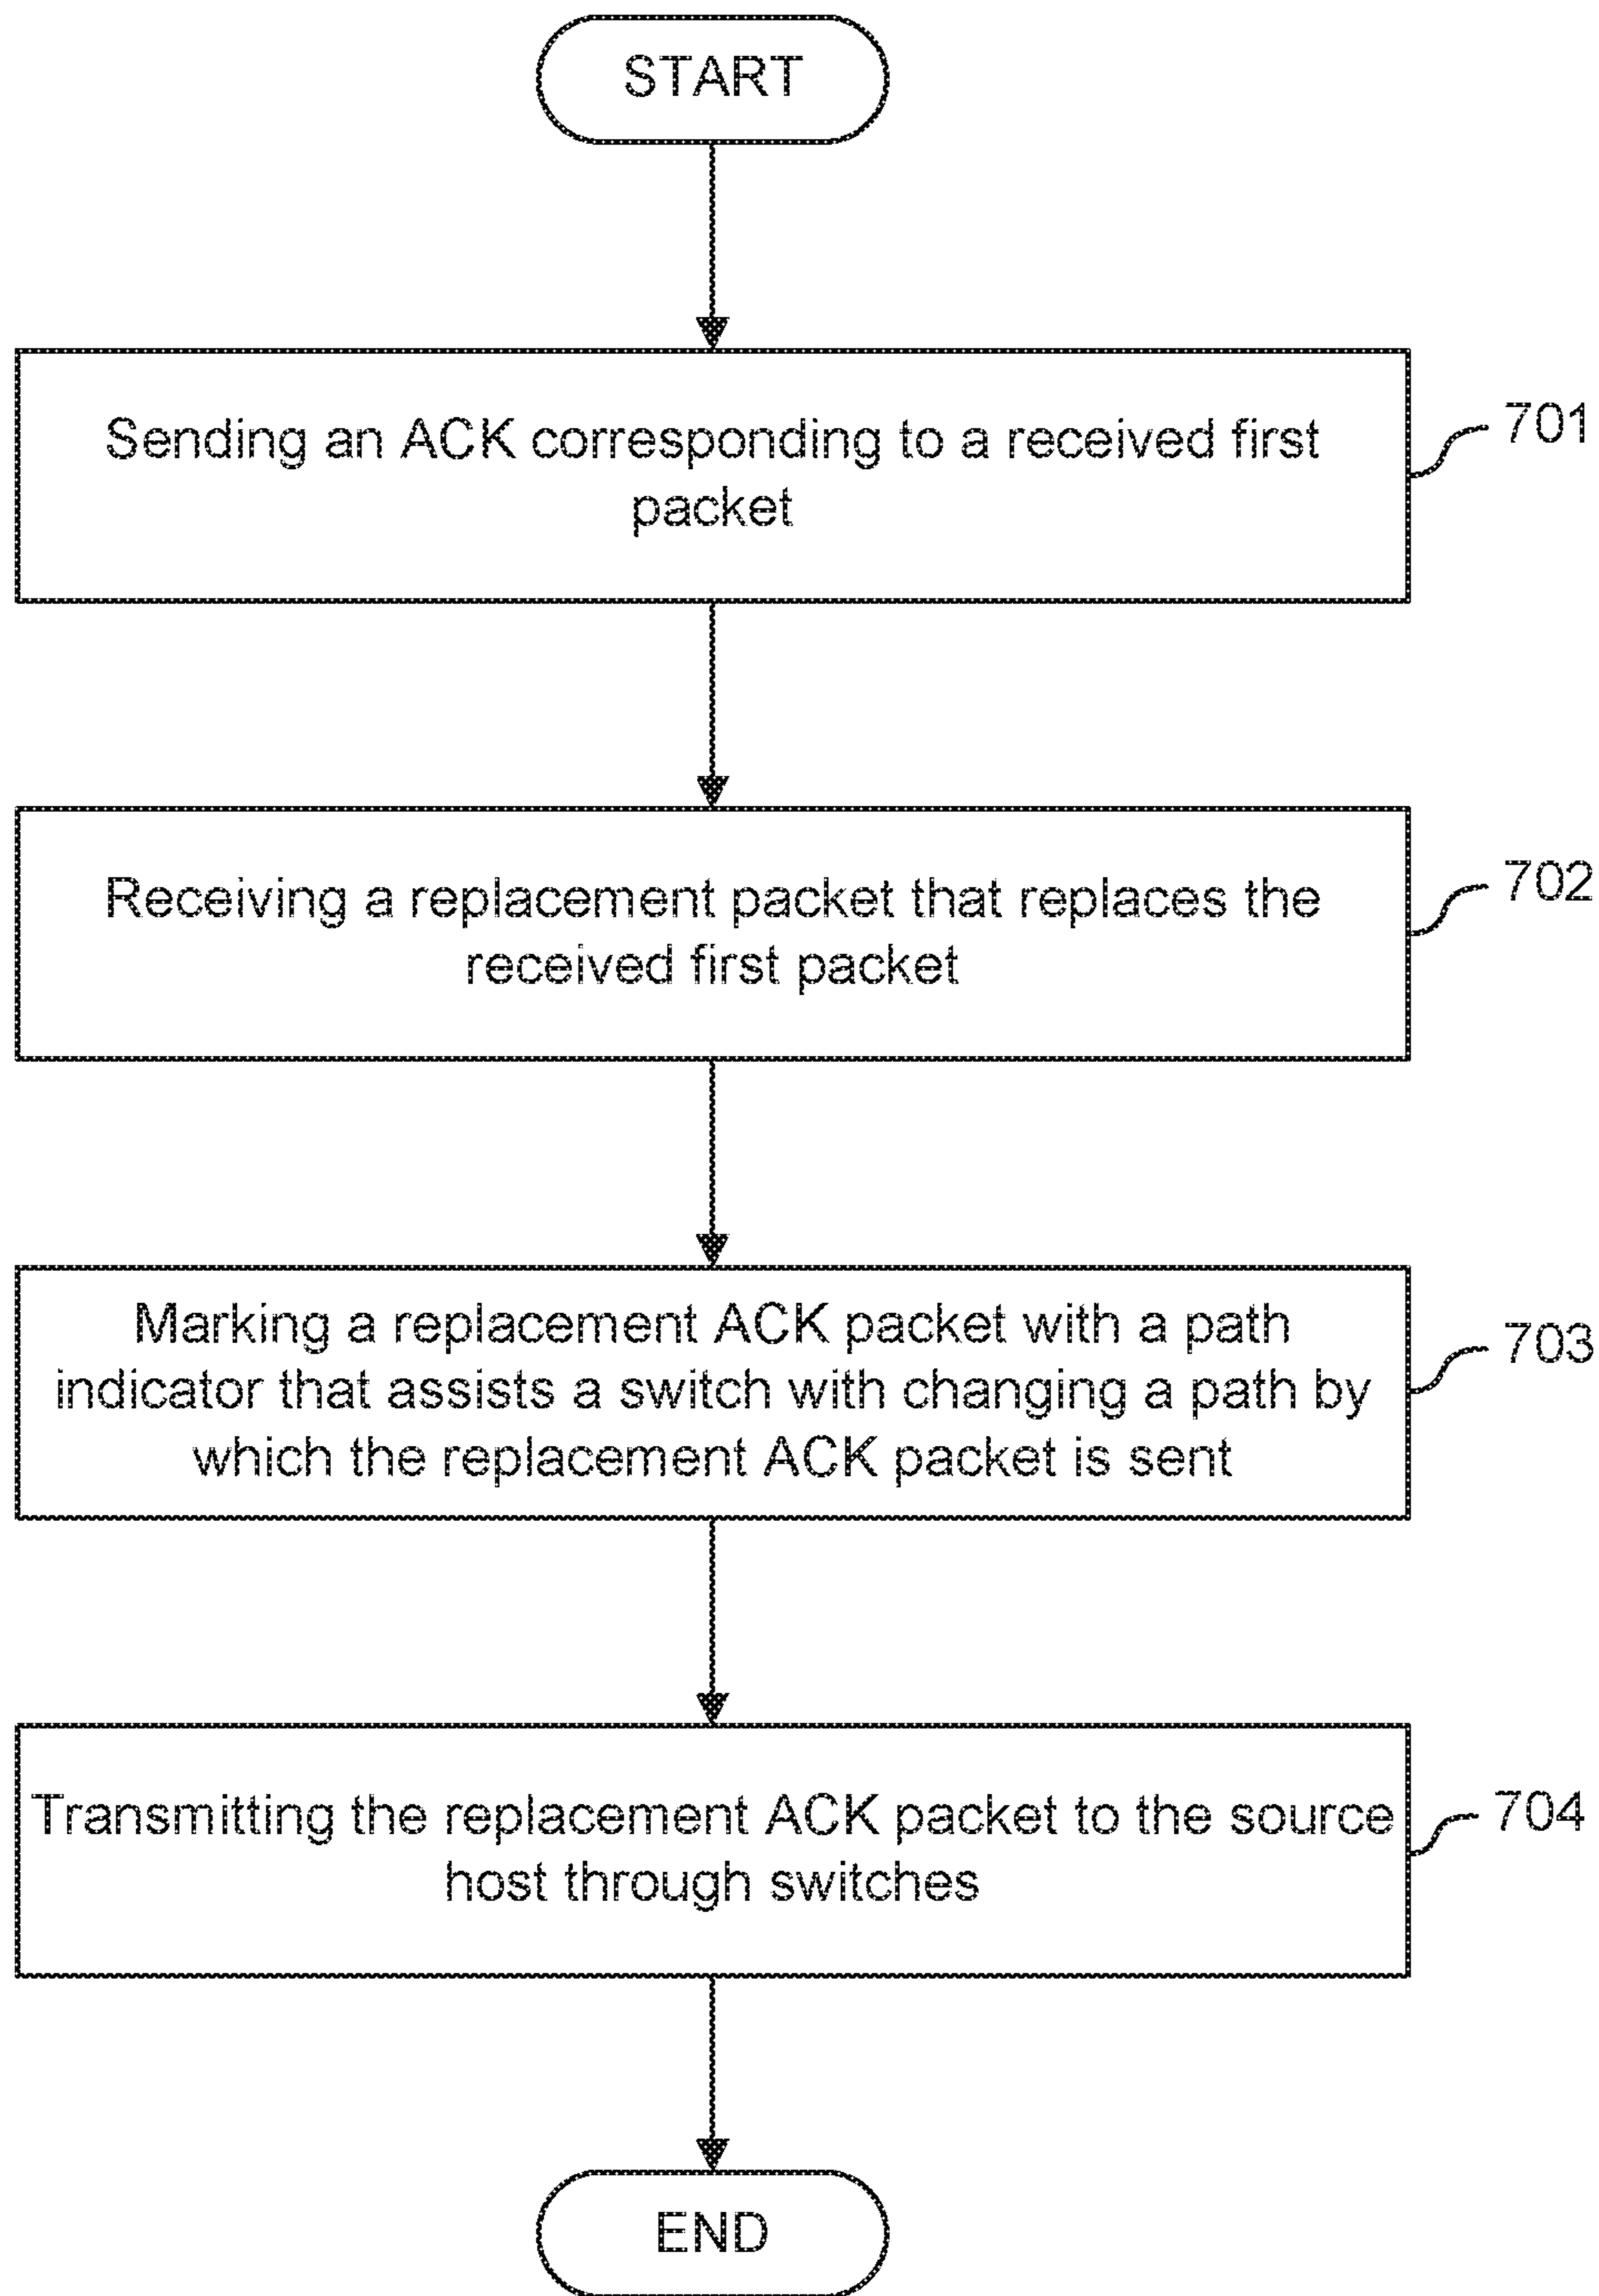 START
Sending an ACK corresponding to a received first
packet
701
Receiving a replacement packet that replaces the
received first packet
702
Marking a replacement ACK packet with a path
indicator that assists a switch with changing a path by
which the replacement ACK packet is sent
703
Transmitting the replacement ACK packet to the source
host through switches
704
END